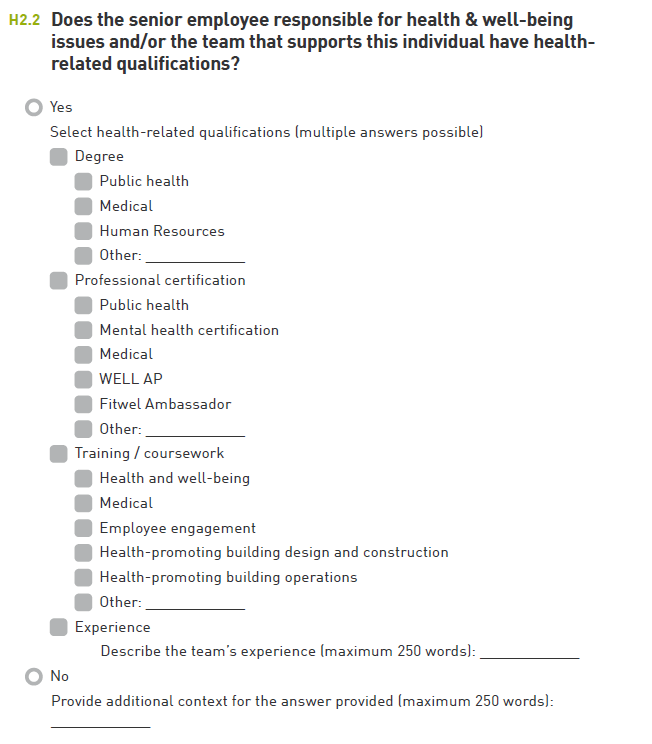 H2.2 Does the senior employee responsible for health & well-being
issues and/or the team that supports this individual have health-
related qualifications?
Yes
Select health-related qualifications (multiple answers possible)
Degree
Public health
Medical
Human Resources
Other: ____________
Professional certification
Public health
Mental health certification
Medical
WELL AP
Fitwel Ambassador
Other: ____________
Training / coursework
Health and well-being
Medical
Employee engagement
Health-promoting building design and construction
Health-promoting building operations
Other: ____________
Experience
Describe the team's experience (maximum 250 words): ____________
No
Provide additional context for the answer provided (maximum 250 words):
____________